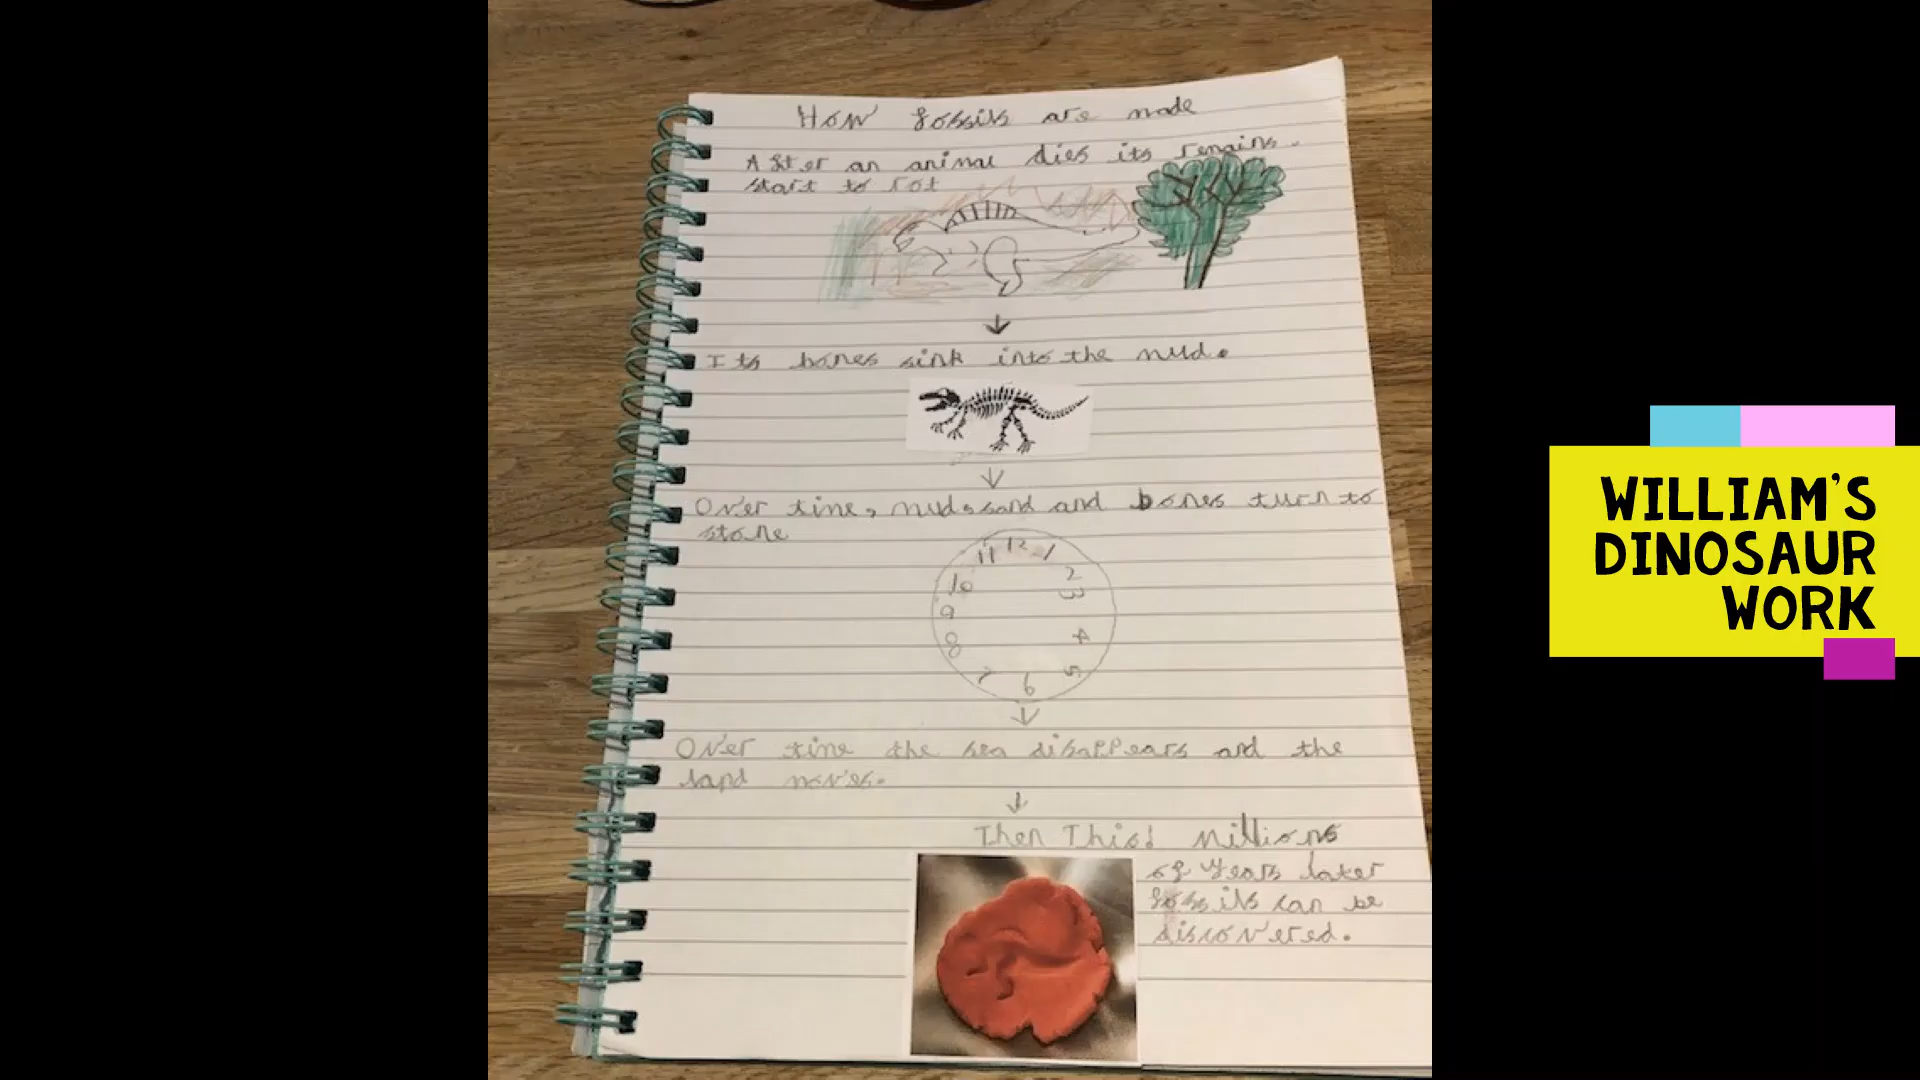 How fossils are made
After an animal dies its remains.
start to rot
Its bones sink into the mud.
Over time, mud, sand and bones turn to
stone
11 12 1
10 2
3
9
8 4
7 5
6
Over time the sea disappears and the
land moves.
Then This! Millions
of years later
fossils can be
discovered.
WILLIAM'S
DINOSAUR
WORK